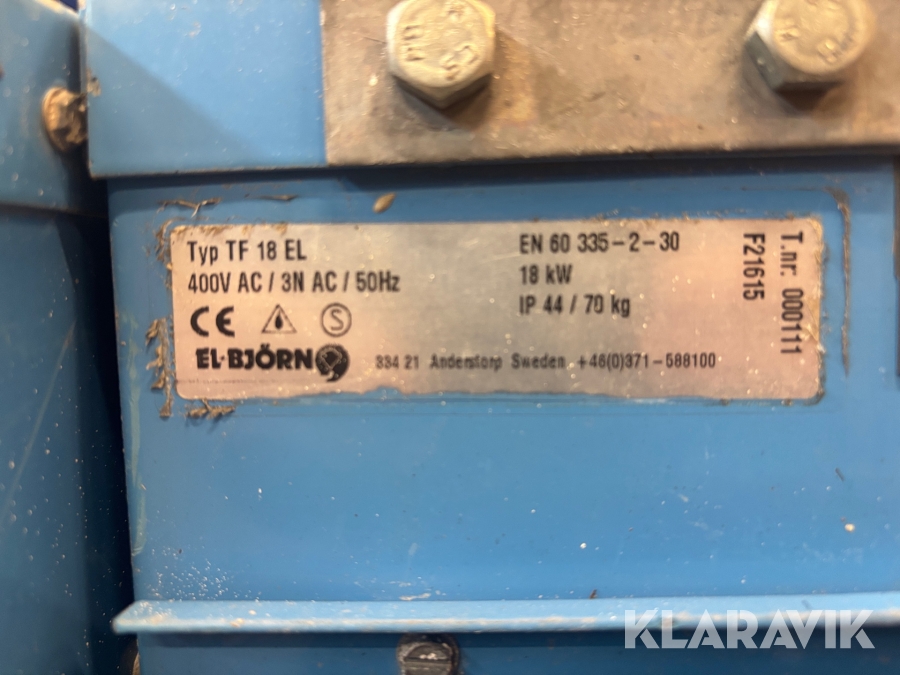 Typ TF 18 EL
400V AC / 3N AC / 50Hz
CE S
EL·BJÖRN
EN 60 335-2-30
18 kW
IP 44 / 70 kg
334 21 Anderstorp Sweden +46(0)371-588100
T.nr. 000111
F21615
KLARAVIK